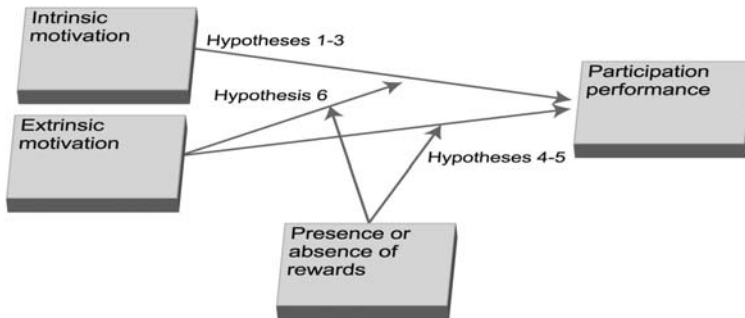 Intrinsic
motivation
Hypotheses 1-3
Participation
performance
Hypothesis 6
Extrinsic
motivation
Hypotheses 4-5
Presence or
absence of
rewards